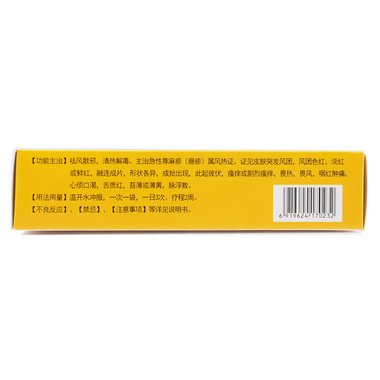 【功能主治】祛风散邪，清热解毒。主治急性荨麻疹（瘾疹）属风热证。证见皮肤突发风团，风团色红、淡红
或鲜红，融连成片，形状各异，成批出现，此起彼伏，瘙痒或剧烈瘙痒，畏热，畏风，咽红肿痛，
心烦口渴，舌质红，苔薄或薄黄，脉浮数。
【用法用量】温开水冲服，一次一袋，一日3次，疗程2周。
【不良反应】、【禁忌】、【注意事项】等详见说明书。
6 919624 170232